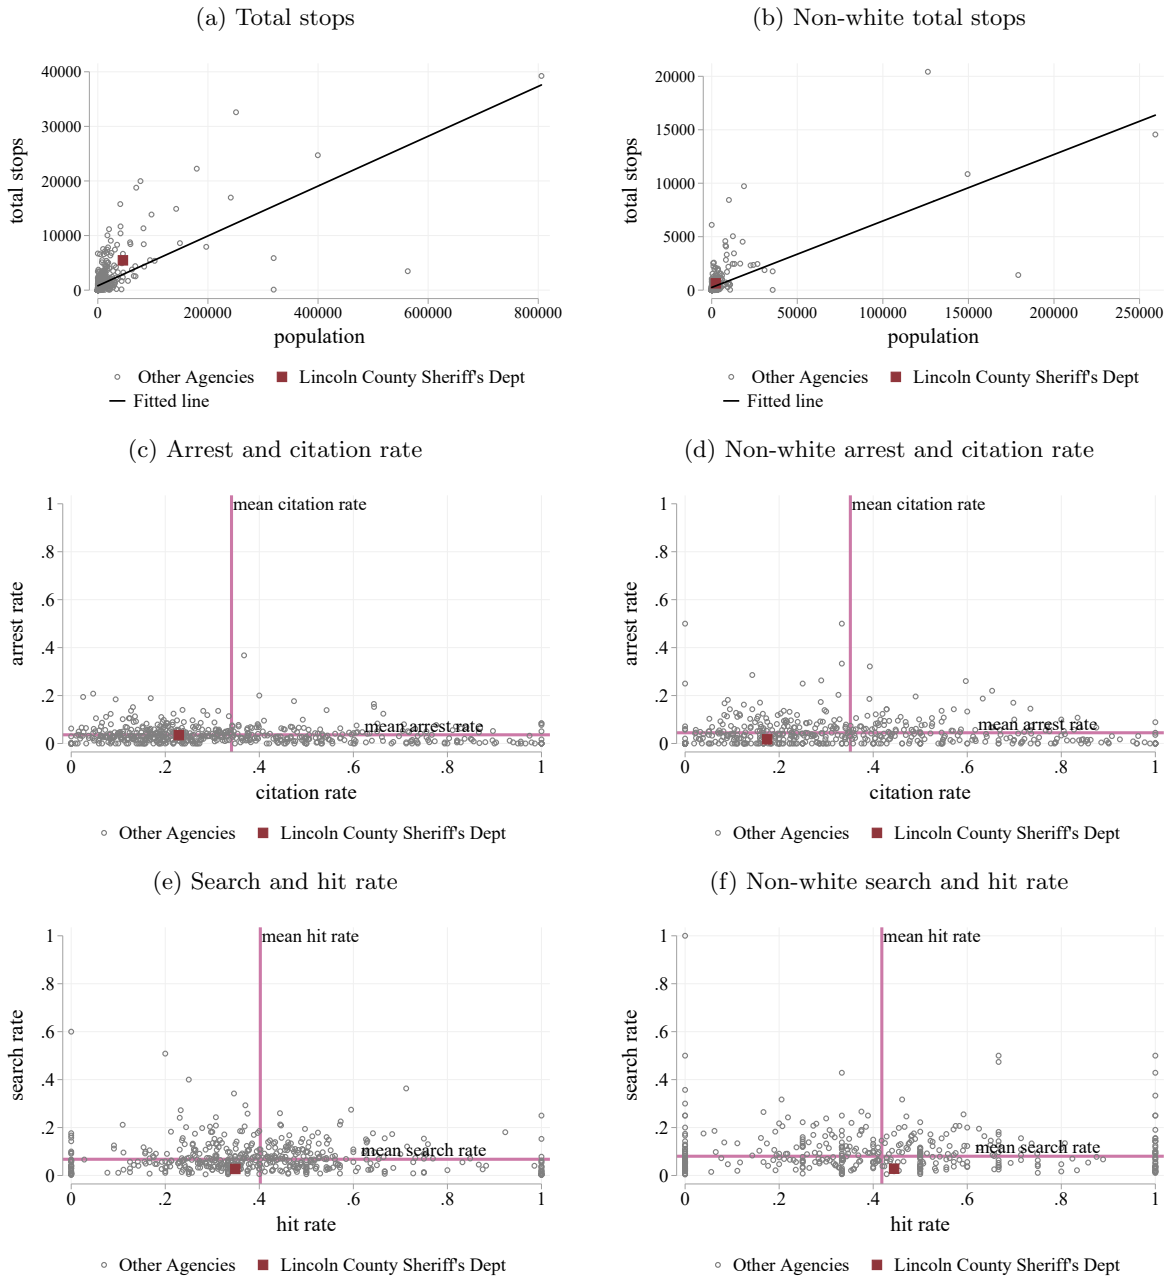 (a) Total stops
40000
30000
20000
10000
0
total stops
0 200000 400000 600000 800000
population
Other Agencies Lincoln County Sheriff's Dept
Fitted line
(b) Non-white total stops
20000
15000
10000
5000
0
total stops
0 50000 100000 150000 200000 250000
population
Other Agencies Lincoln County Sheriff's Dept
Fitted line
(c) Arrest and citation rate
1
.8
.6
.4
.2
0
arrest rate
mean citation rate
mean arrest rate
0 .2 .4 .6 .8 1
citation rate
Other Agencies Lincoln County Sheriff's Dept
(d) Non-white arrest and citation rate
1
.8
.6
.4
.2
0
arrest rate
mean citation rate
mean arrest rate
0 .2 .4 .6 .8 1
citation rate
Other Agencies Lincoln County Sheriff's Dept
(e) Search and hit rate
1
.8
.6
.4
.2
0
search rate
mean hit rate
mean search rate
0 .2 .4 .6 .8 1
hit rate
Other Agencies Lincoln County Sheriff's Dept
(f) Non-white search and hit rate
1
.8
.6
.4
.2
0
search rate
mean hit rate
mean search rate
0 .2 .4 .6 .8 1
hit rate
Other Agencies Lincoln County Sheriff's Dept